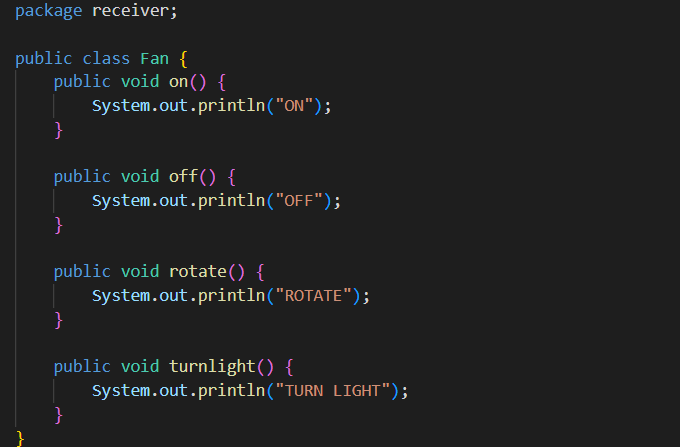 package receiver;
public class Fan {
    public void on() {
        System.out.println("ON");
    }
    public void off() {
        System.out.println("OFF");
    }
    public void rotate() {
        System.out.println("ROTATE");
    }
    public void turnlight() {
        System.out.println("TURN LIGHT");
    }
}